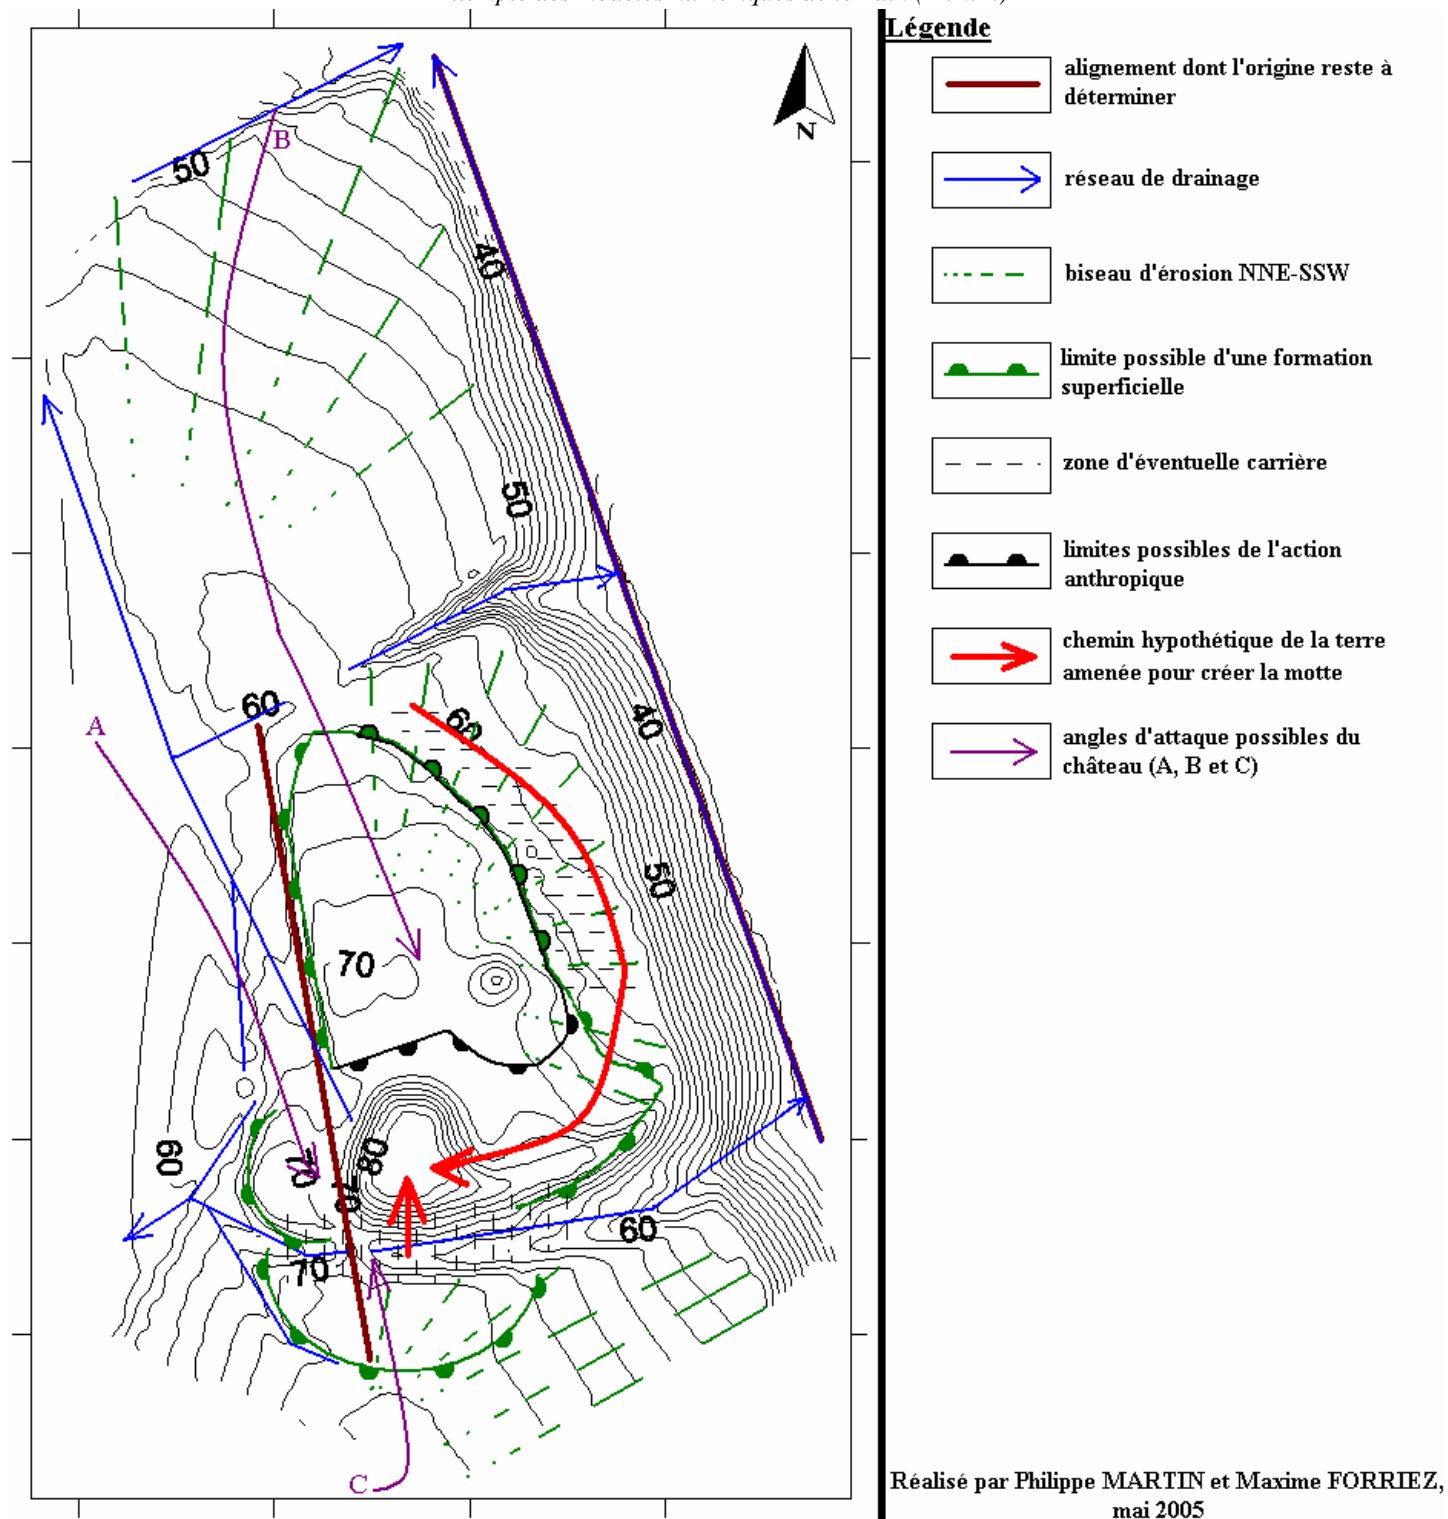 Légende
alignement dont l'origine reste à
déterminer
réseau de drainage
biseau d'érosion NNE-SSW
limite possible d'une formation
superficielle
zone d'éventuelle carrière
limites possibles de l'action
anthropique
chemin hypothétique de la terre
amenée pour créer la motte
angles d'attaque possibles du
château (A, B et C)
Réalisé par Philippe MARTIN et Maxime FORRIEZ,
mai 2005
N
B
50
40
50
60
A
60
40
50
70
60
70
80
70
60
70
C